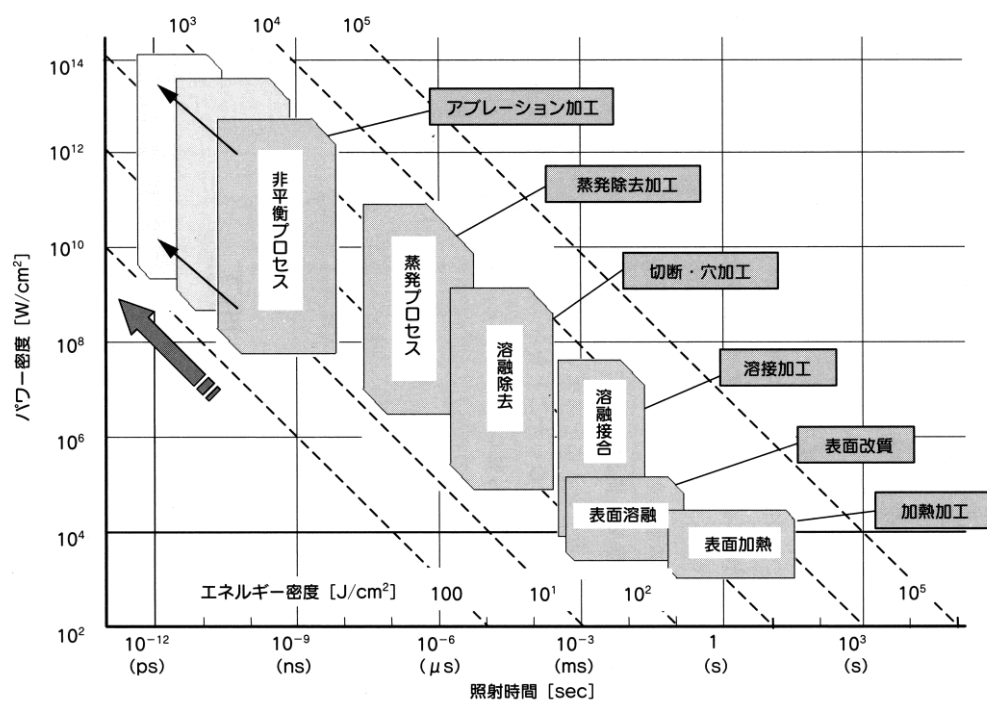 10³
10⁴
10⁵
10¹⁴
アブレーション加工
10¹²
蒸発除去加工
非平衡プロセス
10¹⁰
切断・穴加工
蒸発プロセス
パワー密度 [W/cm²]
10⁸
溶融除去
溶接加工
溶融接合
10⁶
表面改質
表面溶融
加熱加工
10⁴
表面加熱
エネルギー密度 [J/cm²]
100
10¹
10²
10⁵
10²
10⁻¹²
10⁻⁹
10⁻⁶
10⁻³
1
10³
(ps)
(ns)
(μs)
(ms)
(s)
(s)
照射時間 [sec]